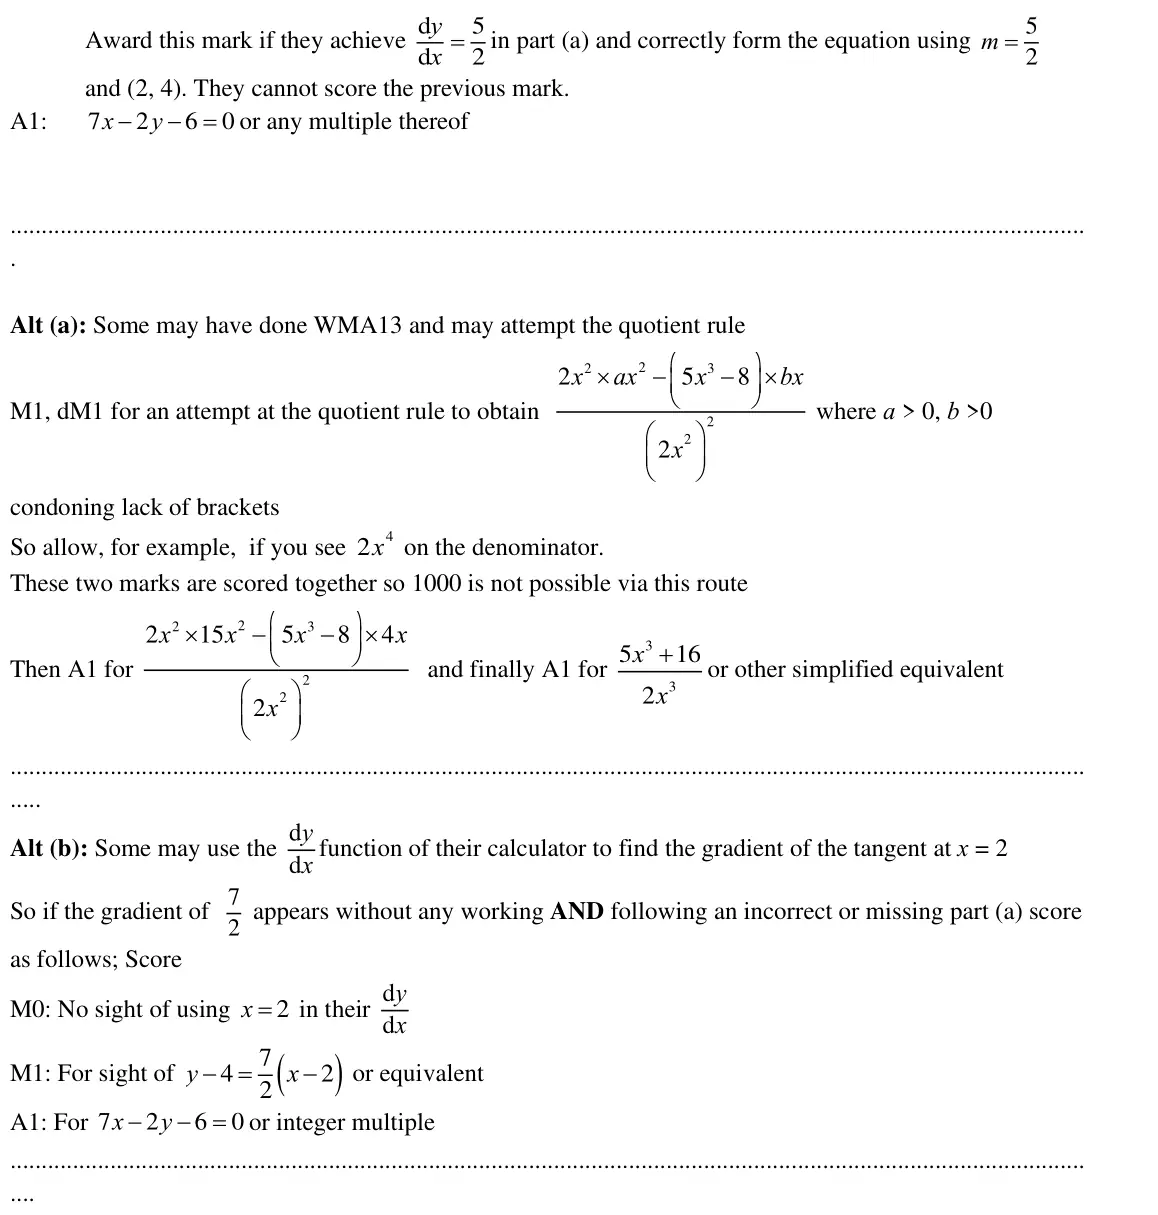 Award this mark if they achieve dy/dx = 5/2 in part (a) and correctly form the equation using m = 5/2
and (2, 4). They cannot score the previous mark.
A1: 7x − 2y − 6 = 0 or any multiple thereof
............................................................................................................................................................................
.
Alt (a): Some may have done WMA13 and may attempt the quotient rule
M1, dM1 for an attempt at the quotient rule to obtain (2x² × ax² − (5x³ − 8) × bx) / (2x²)² where a > 0, b >0
condoning lack of brackets
So allow, for example, if you see 2x⁴ on the denominator.
These two marks are scored together so 1000 is not possible via this route
Then A1 for (2x² × 15x² − (5x³ − 8) × 4x) / (2x²)² and finally A1 for (5x³ + 16) / 2x³ or other simplified equivalent
............................................................................................................................................................................
.....
Alt (b): Some may use the dy/dx function of their calculator to find the gradient of the tangent at x = 2
So if the gradient of 7/2 appears without any working AND following an incorrect or missing part (a) score
as follows; Score
M0: No sight of using x = 2 in their dy/dx
M1: For sight of y − 4 = 7/2 (x − 2) or equivalent
A1: For 7x − 2y − 6 = 0 or integer multiple
............................................................................................................................................................................
....